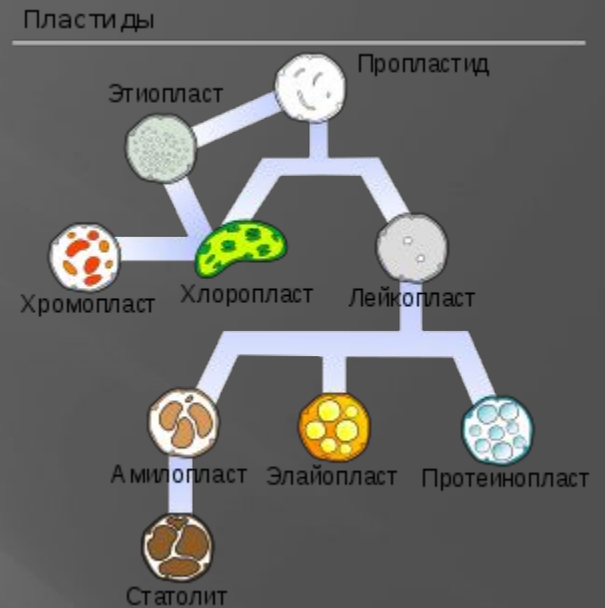 Пластиды
Пропластид
Этиопласт
Хромопласт
Хлоропласт
Лейкопласт
Амилопласт
Элайопласт
Протеинопласт
Статолит